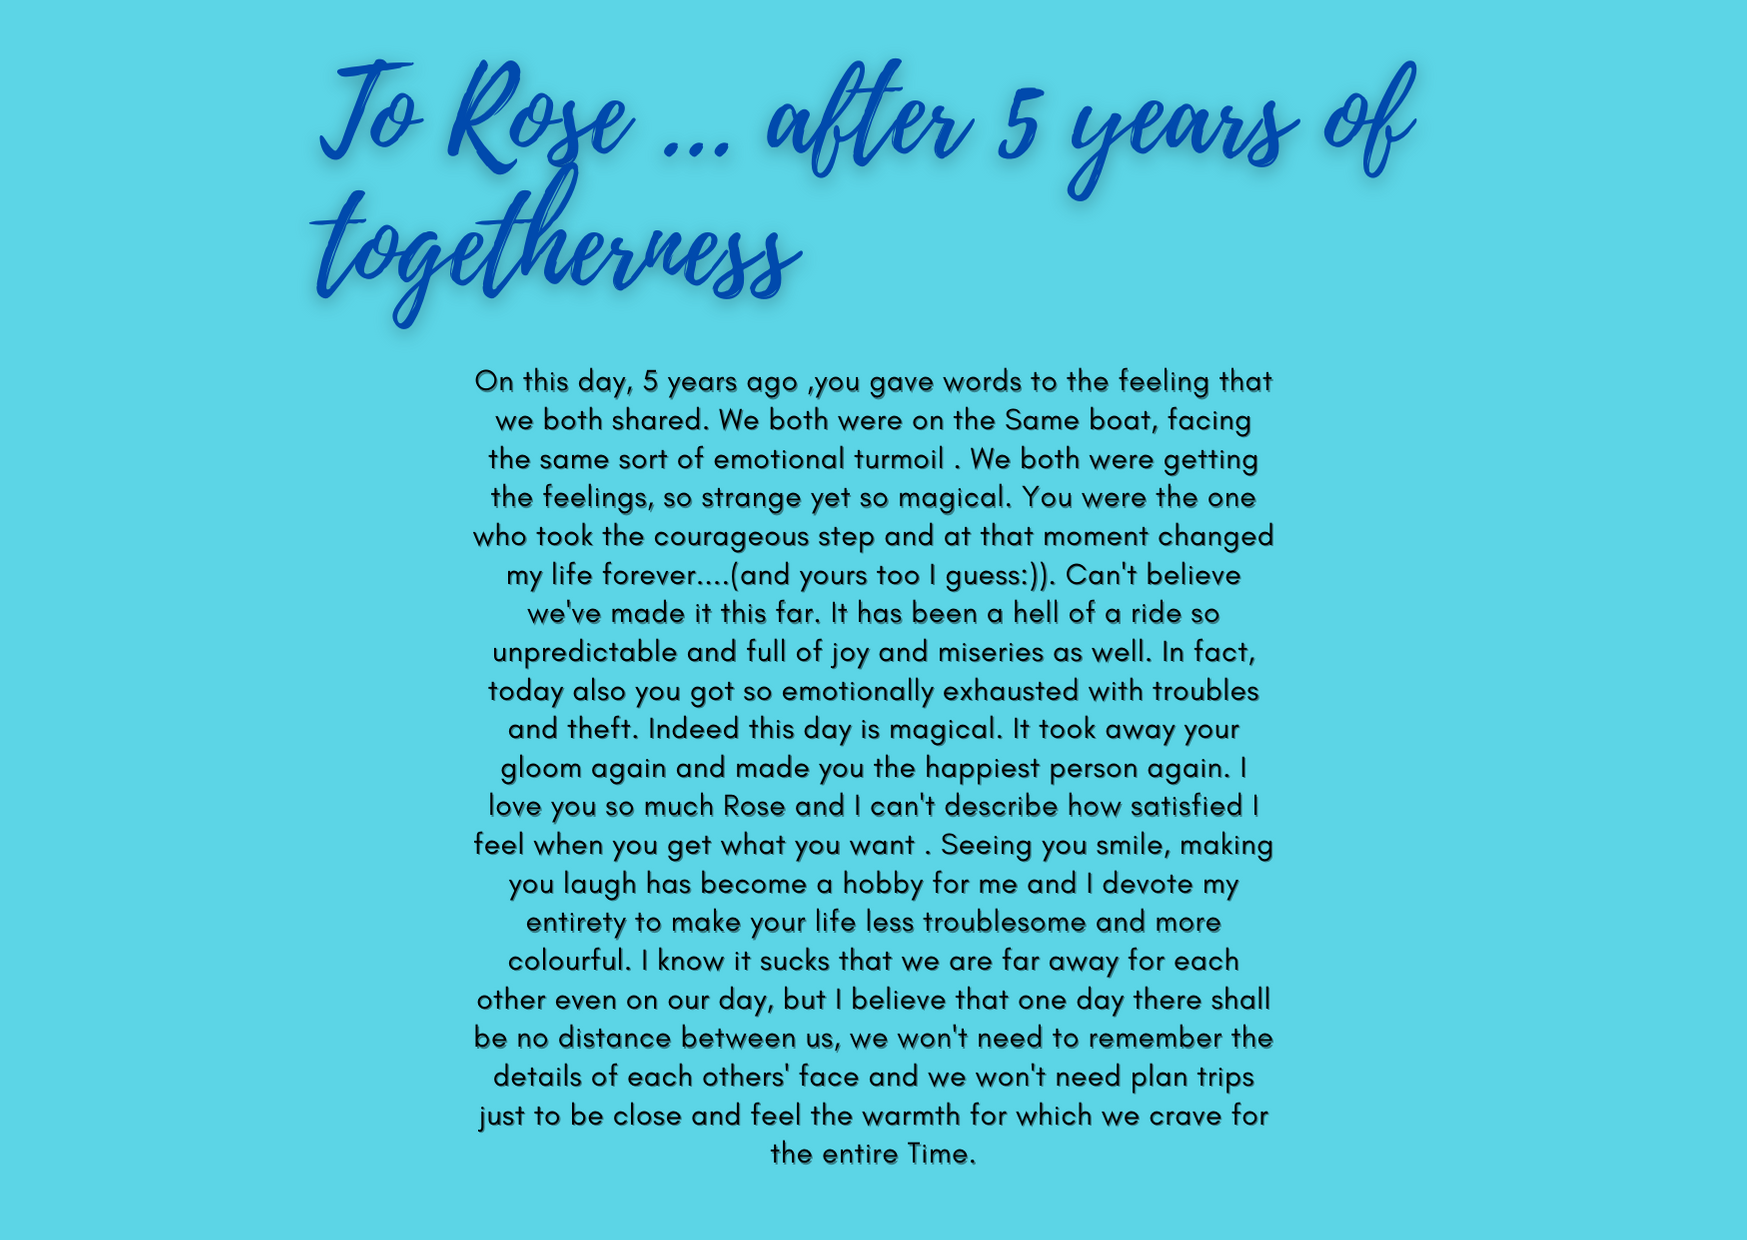 To Rose ... after 5 years of
togetherness
On this day, 5 years ago ,you gave words to the feeling that
we both shared. We both were on the Same boat, facing
the same sort of emotional turmoil . We both were getting
the feelings, so strange yet so magical. You were the one
who took the courageous step and at that moment changed
my life forever....(and yours too I guess:)). Can't believe
we've made it this far. It has been a hell of a ride so
unpredictable and full of joy and miseries as well. In fact,
today also you got so emotionally exhausted with troubles
and theft. Indeed this day is magical. It took away your
gloom again and made you the happiest person again. I
love you so much Rose and I can't describe how satisfied I
feel when you get what you want . Seeing you smile, making
you laugh has become a hobby for me and I devote my
entirety to make your life less troublesome and more
colourful. I know it sucks that we are far away for each
other even on our day, but I believe that one day there shall
be no distance between us, we won't need to remember the
details of each others' face and we won't need plan trips
just to be close and feel the warmth for which we crave for
the entire Time.